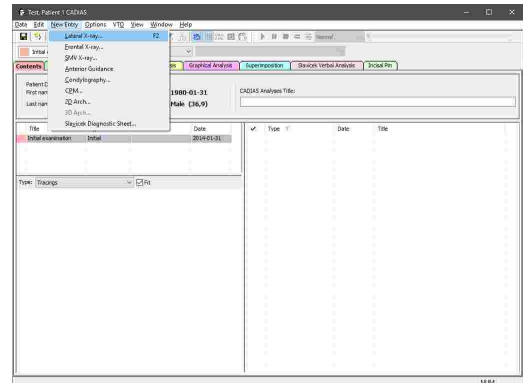 Test, Patient 1 CADIAS
Data Edit New Entry Options VTO View Window Help
Lateral X-ray... F2
Normal
Initial
Frontal X-ray...
SMV X-ray...
Contents
Graphical Analysis Superimposition Slavicek Verbal Analysis Incisal Pin
Anterior Guidance
Condylography...
CPM...
2D Arch...
3D Arch...
Slavicek Diagnostic Sheet...
First nam
1980-01-31
CADIAS Analyses Title:
Last nam
Male (36,9)
Title Date Type Date Title
Initial examination Initial 2014-01-31
Type: Tracings Fit
NUM